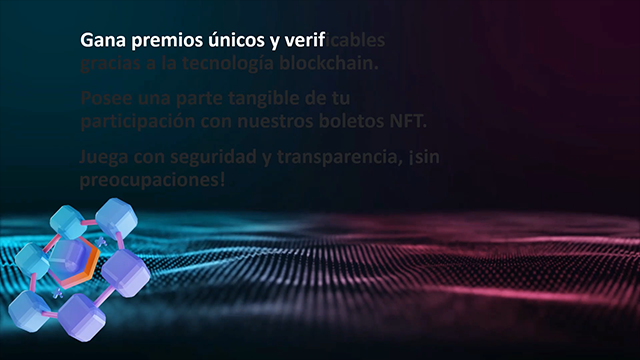 Gana premios únicos y verificables
gracias a la tecnología blockchain.
Posee una parte tangible de tu
participación con nuestros boletos NFT.
Juega con seguridad y transparencia, ¡sin
preocupaciones!